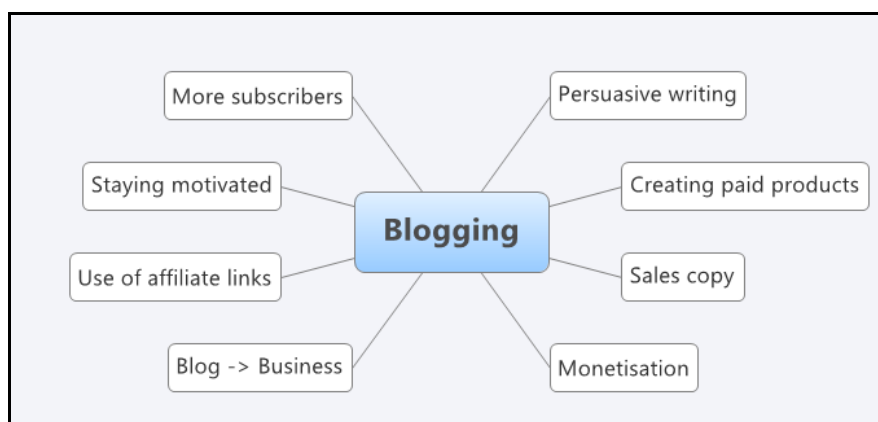 More subscribers
Persuasive writing
Staying motivated
Creating paid products
Blogging
Use of affiliate links
Sales copy
Blog -> Business
Monetisation